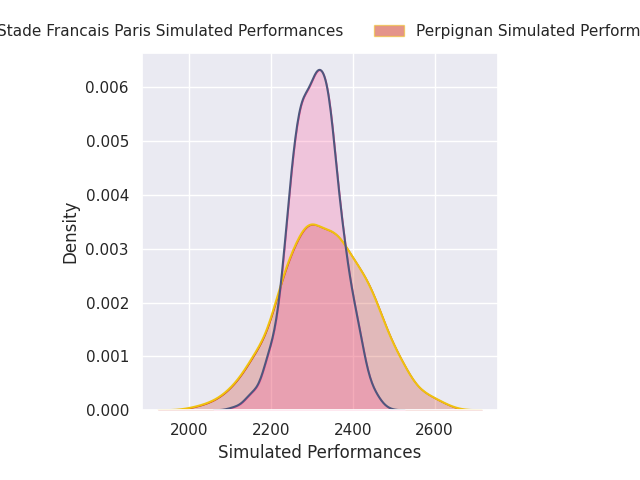 Stade Francais Paris Simulated Performances
Perpignan Simulated Perform
0.006
0.005
0.004
0.003
0.002
0.001
0.000
Density
2000 2200 2400 2600
Simulated Performances